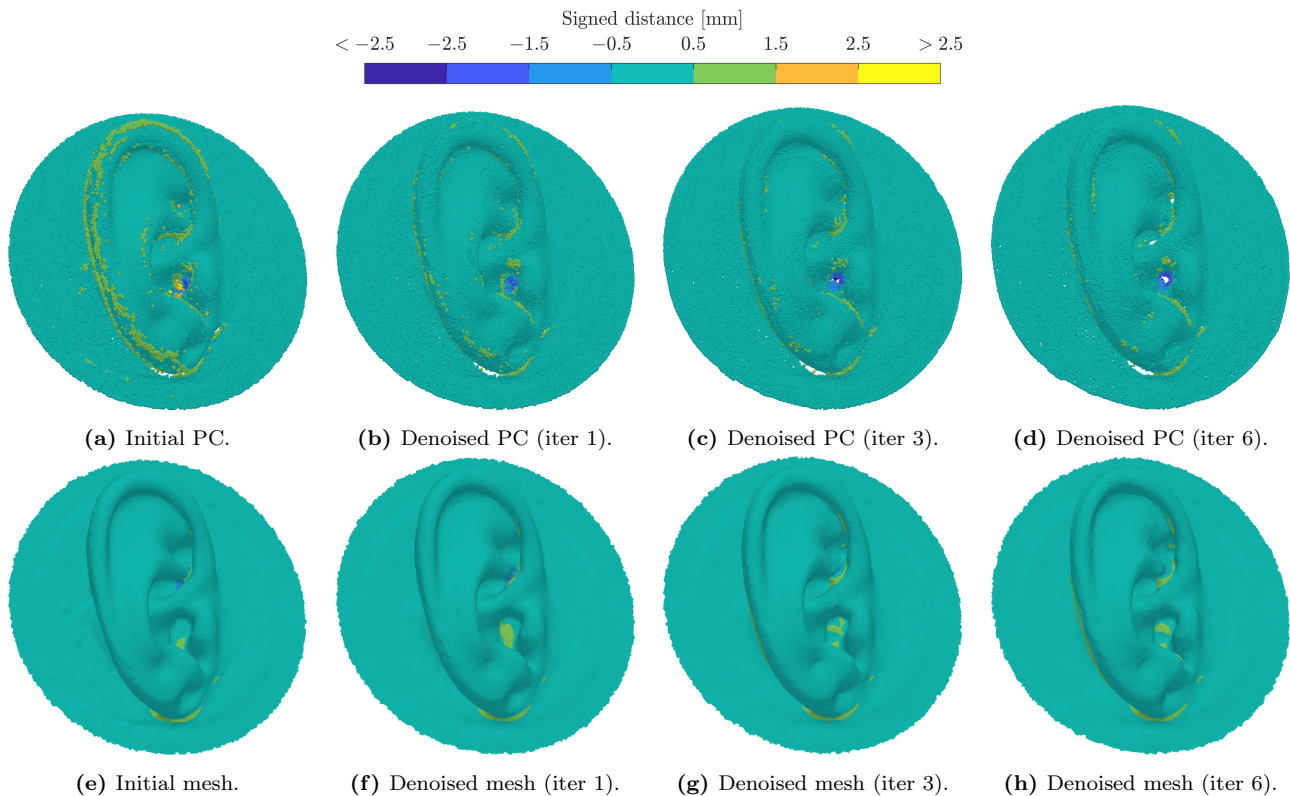 Signed distance [mm]
< −2.5 −2.5 −1.5 −0.5 0.5 1.5 2.5 > 2.5
(a) Initial PC. (b) Denoised PC (iter 1). (c) Denoised PC (iter 3). (d) Denoised PC (iter 6).
(e) Initial mesh. (f) Denoised mesh (iter 1). (g) Denoised mesh (iter 3). (h) Denoised mesh (iter 6).